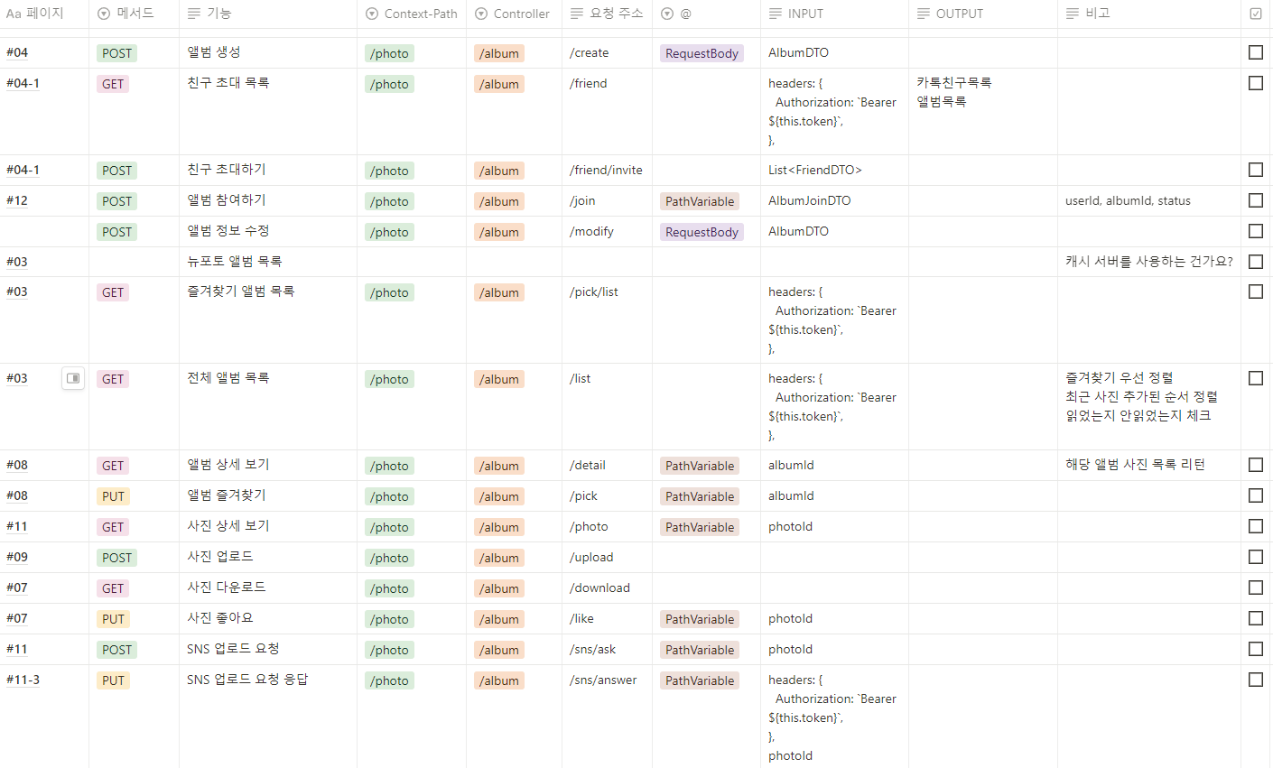 Aa 페이지 메서드 기능 Context-Path Controller 요청 주소 @ INPUT OUTPUT 비고
#04 POST 앨범 생성 /photo /album /create RequestBody AlbumDTO
#04-1 GET 친구 초대 목록 /photo /album /friend headers: { 카톡친구목록
Authorization: `Bearer 앨범목록
${this.token}`,
},
#04-1 POST 친구 초대하기 /photo /album /friend/invite List<FriendDTO>
#12 POST 앨범 참여하기 /photo /album /join PathVariable AlbumJoinDTO userId, albumId, status
POST 앨범 정보 수정 /photo /album /modify RequestBody AlbumDTO
#03 뉴포토 앨범 목록 캐시 서버를 사용하는 건가요?
#03 GET 즐겨찾기 앨범 목록 /photo /album /pick/list headers: {
Authorization: `Bearer
${this.token}`,
},
#03 GET 전체 앨범 목록 /photo /album /list headers: { 즐겨찾기 우선 정렬
Authorization: `Bearer 최근 사진 추가된 순서 정렬
${this.token}`, 읽었는지 안읽었는지 체크
},
#08 GET 앨범 상세 보기 /photo /album /detail PathVariable albumId 해당 앨범 사진 목록 리턴
#08 PUT 앨범 즐겨찾기 /photo /album /pick PathVariable albumId
#11 GET 사진 상세 보기 /photo /album /photo PathVariable photoId
#09 POST 사진 업로드 /photo /album /upload
#07 GET 사진 다운로드 /photo /album /download
#07 PUT 사진 좋아요 /photo /album /like PathVariable photoId
#11 POST SNS 업로드 요청 /photo /album /sns/ask PathVariable photoId
#11-3 PUT SNS 업로드 요청 응답 /photo /album /sns/answer PathVariable headers: {
Authorization: `Bearer
${this.token}`,
},
photoId